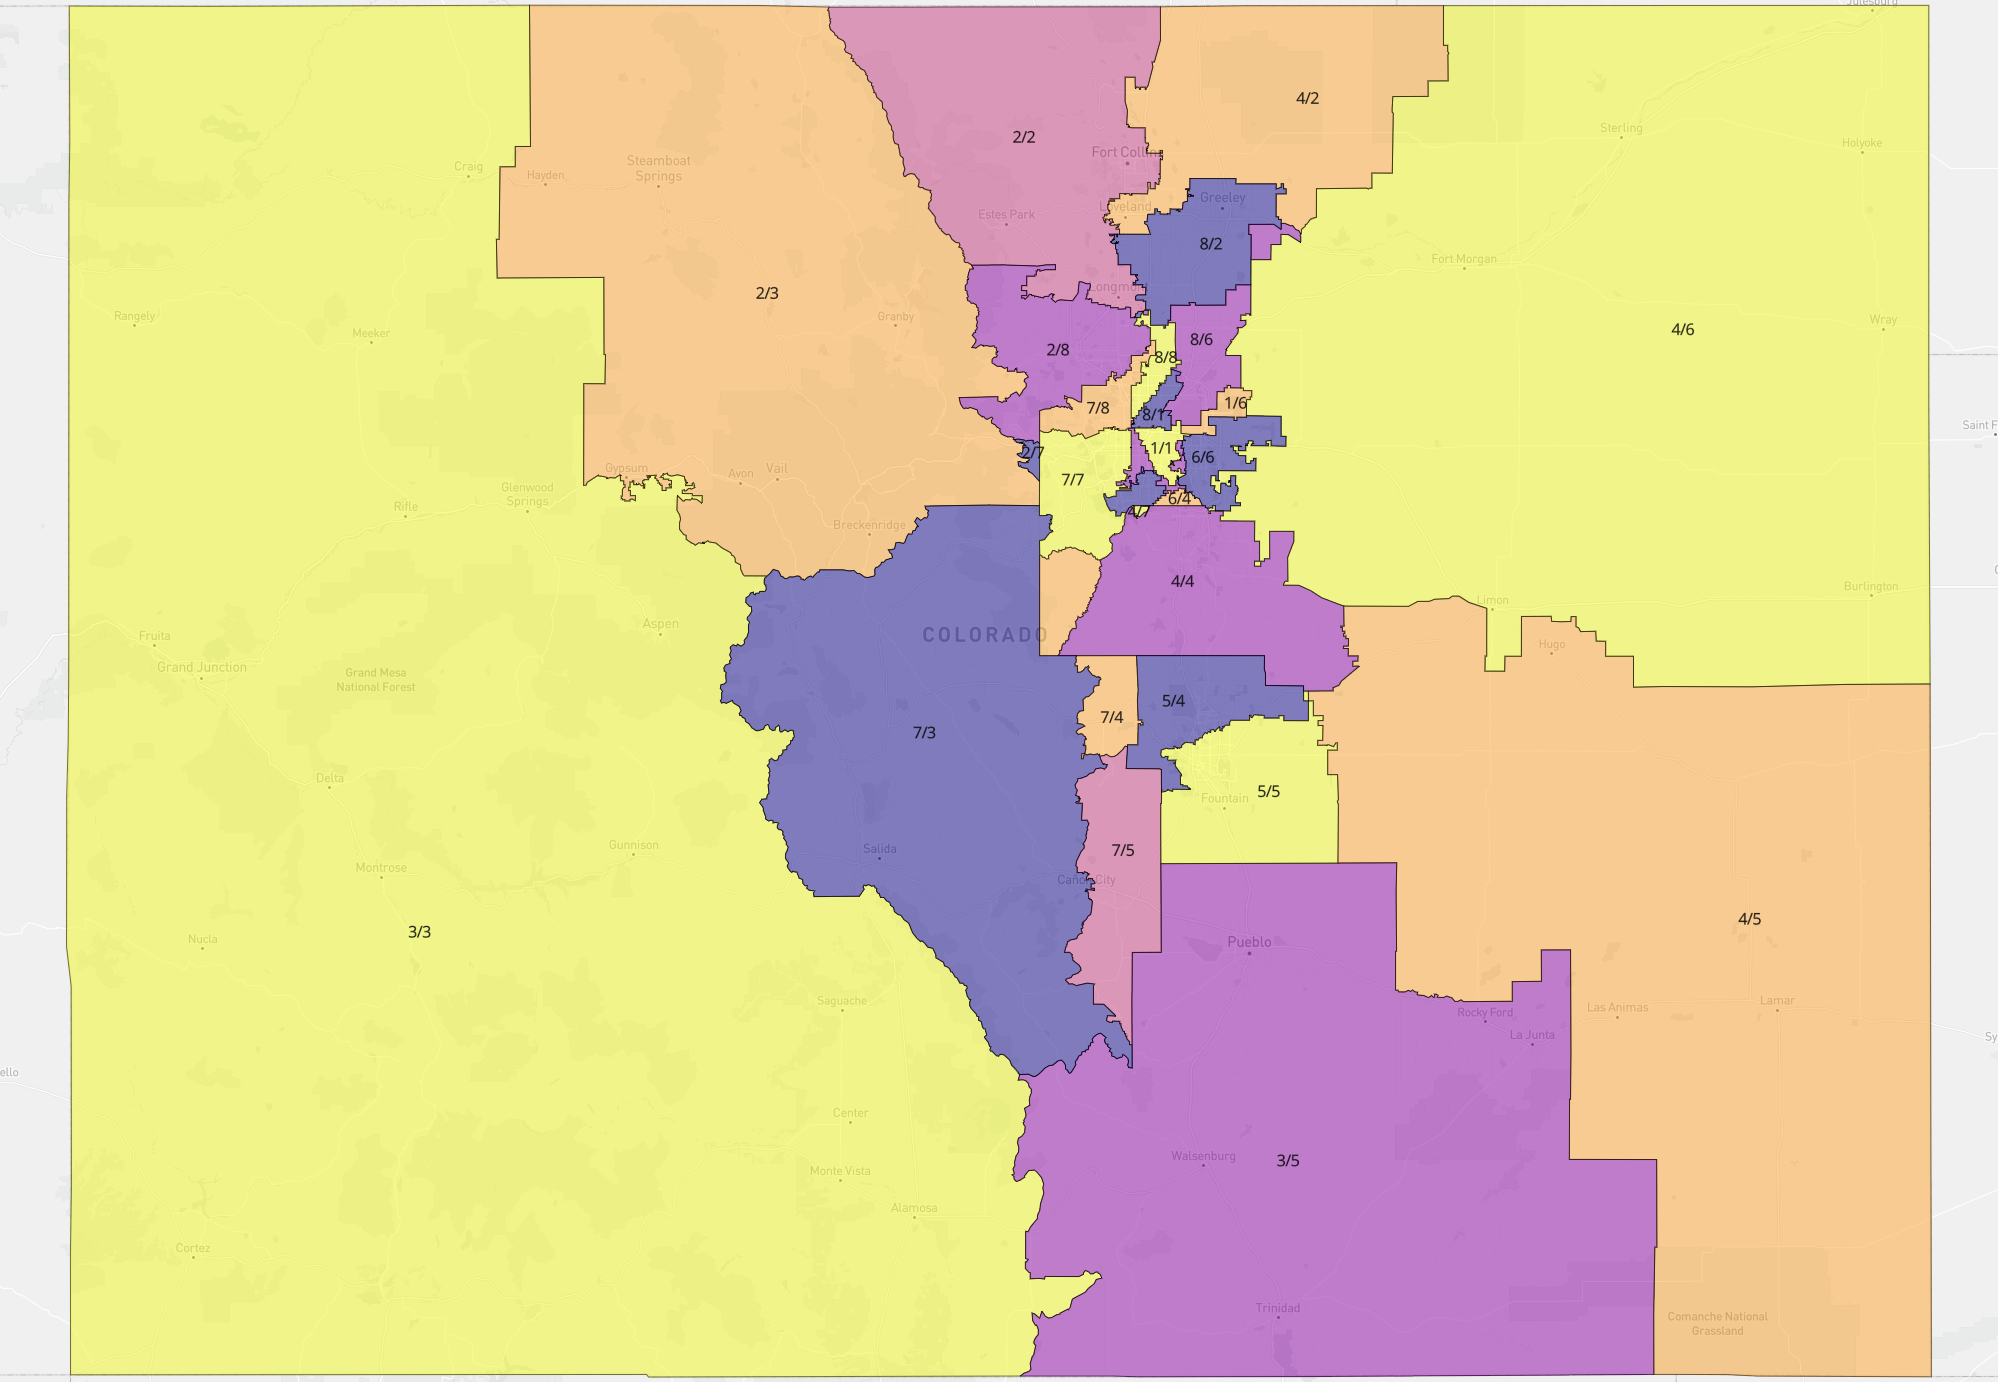 Julesburg
4/2
Sterling
2/2
Holyoke
Fort Collin
Craig
Steamboat
Springs
Hayden
Greeley
Loveland
Estes Park
8/2
Fort Morgan
Longmont
2/3
Rangely
Granby
Wray
4/6
Meeker
8/6
2/8
8/8
1/6
7/8
8/1
Saint F
1/1
2/7
6/6
Gypsum
Vail
Avon
7/7
Glenwood
Springs
6/4
Rifle
4/7
Breckenridge
4/4
Burlington
Limon
Aspen
Fruita
COLORADO
Hugo
Grand Junction
Grand Mesa
National Forest
5/4
7/4
7/3
Delta
5/5
Fountain
Gunnison
Salida
7/5
Montrose
Cañon City
4/5
3/3
Nucla
Pueblo
Saguache
Las Animas
Lamar
Rocky Ford
La Junta
Sy
ello
Center
Walsenburg
3/5
Monte Vista
Alamosa
Cortez
Trinidad
Comanche National
Grassland